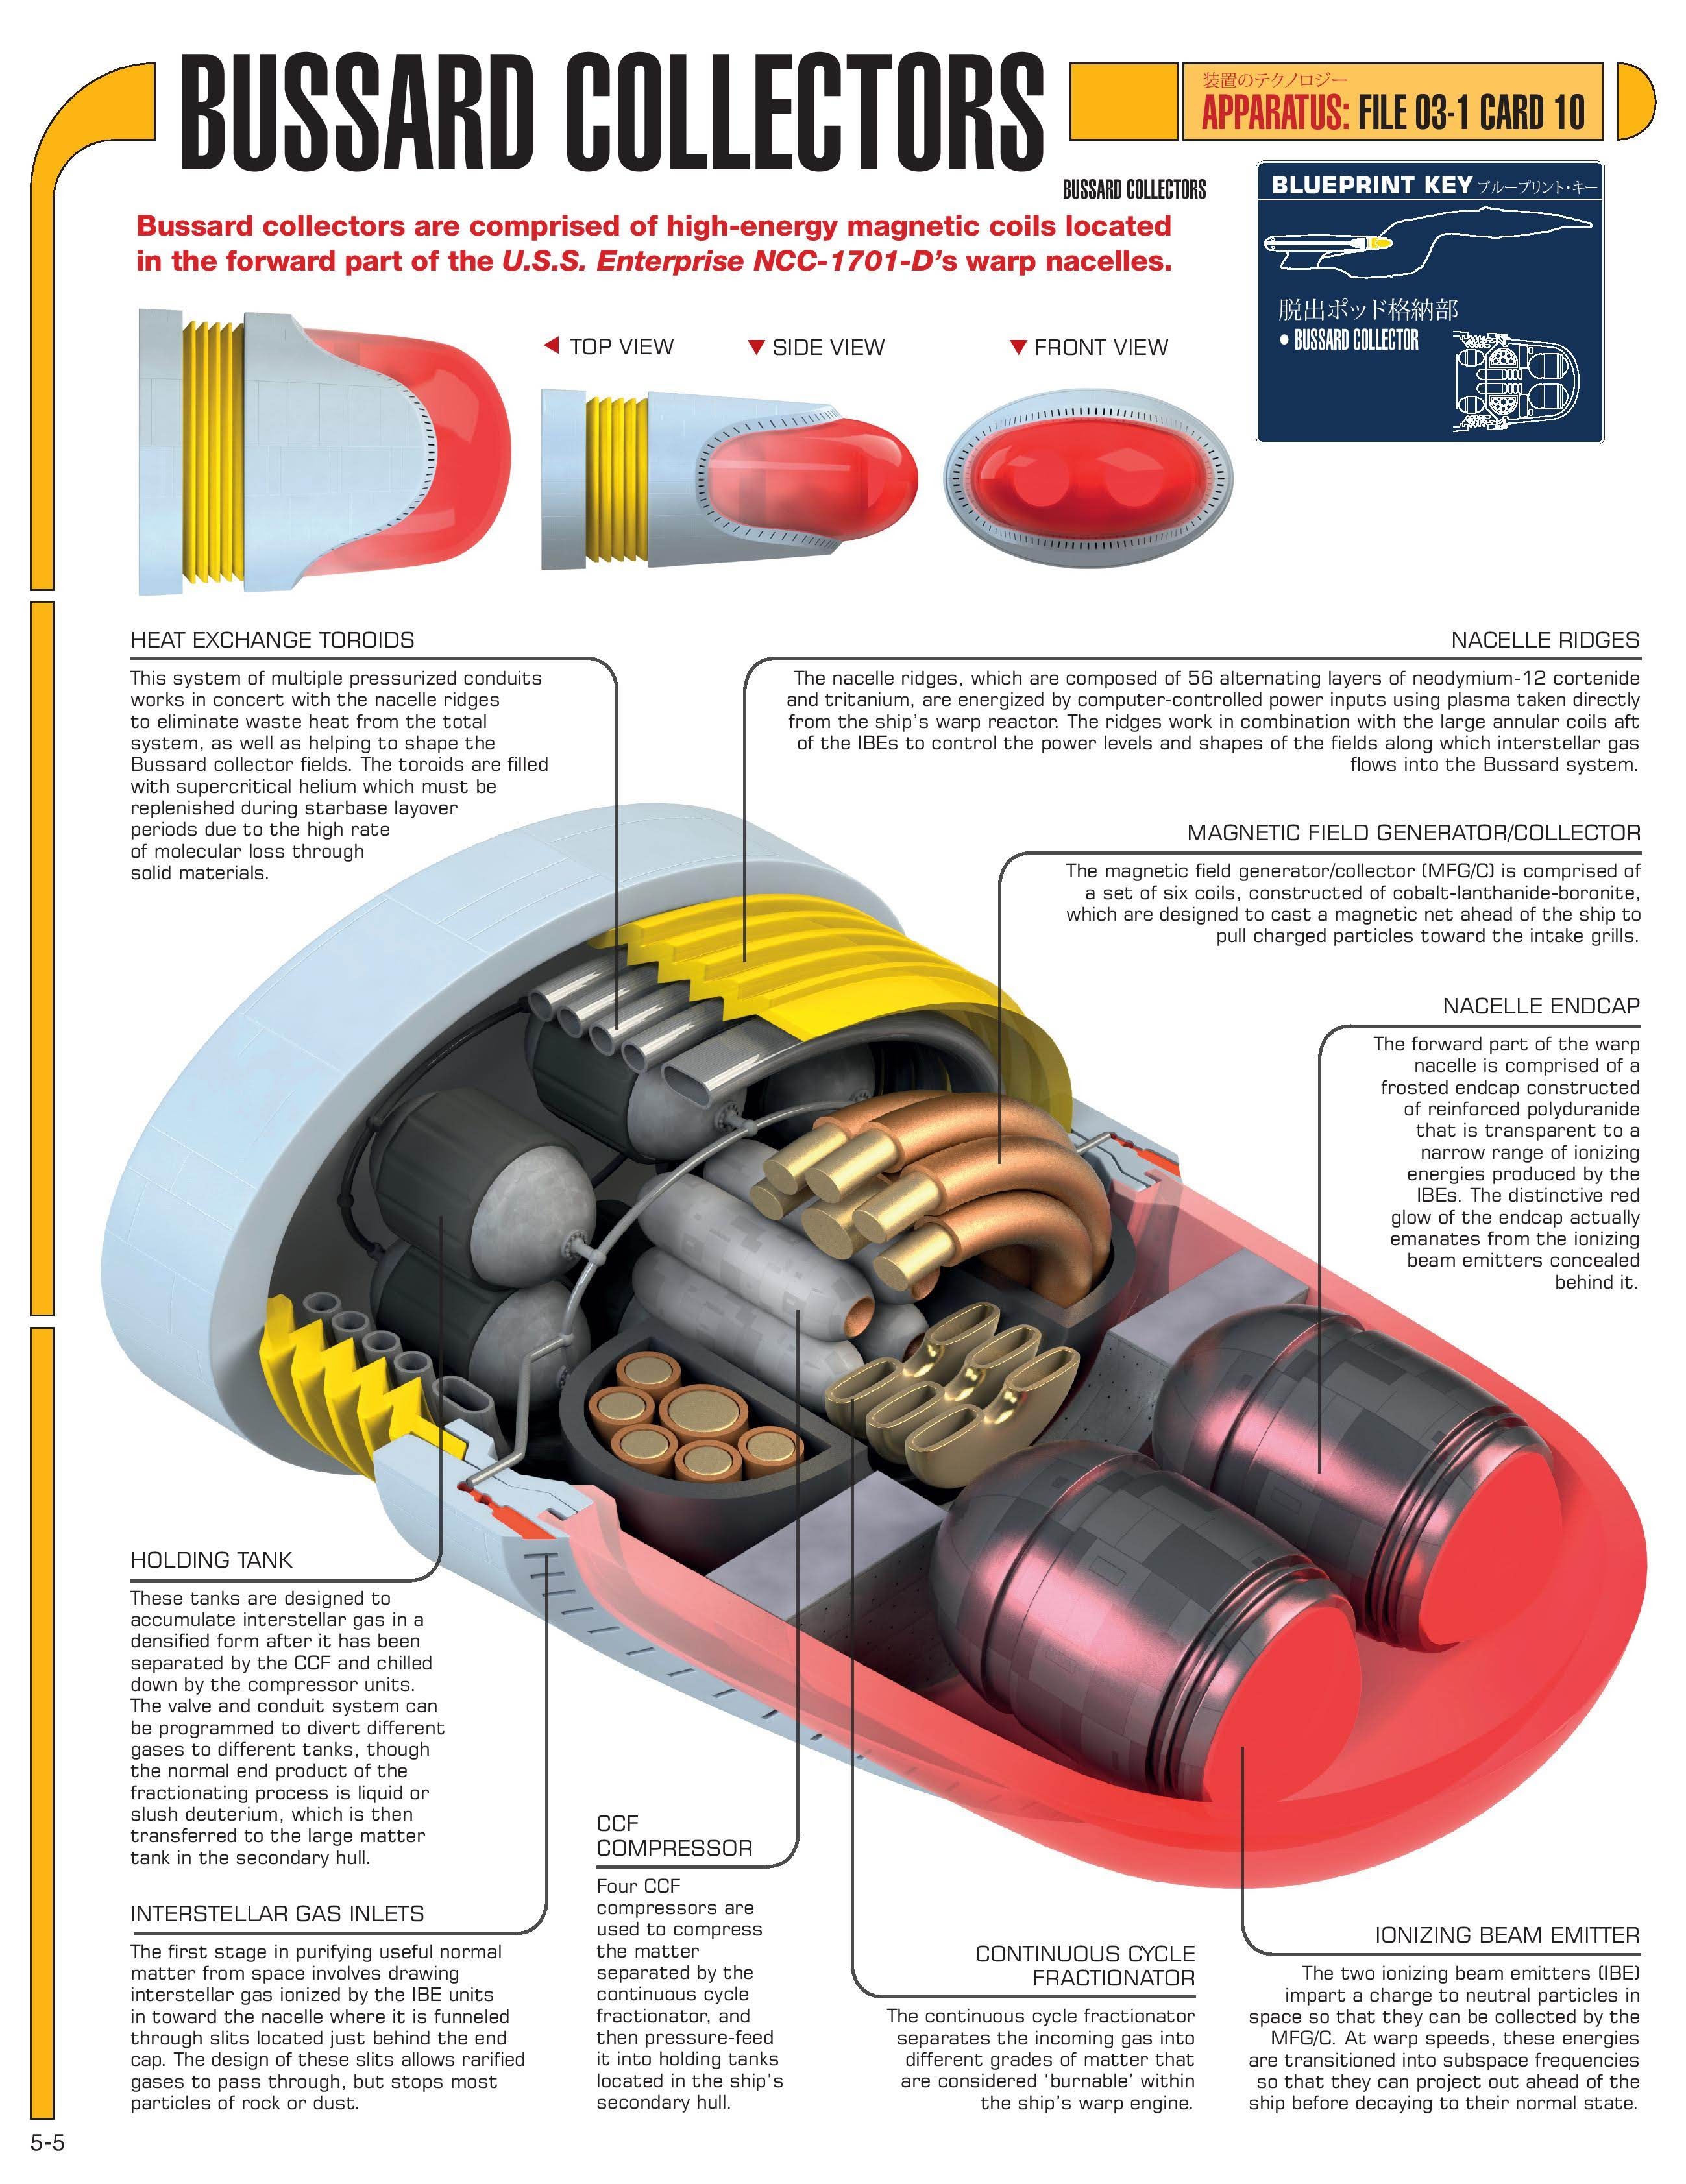 BUSSARD COLLECTORS
装置のテクノロジー
APPARATUS: FILE 03-1 CARD 10
BUSSARD COLLECTORS
Bussard collectors are comprised of high-energy magnetic coils located
in the forward part of the U.S.S. Enterprise NCC-1701-D's warp nacelles.
BLUEPRINT KEY ブループリント・キー
脱出ポッド格納部
• BUSSARD COLLECTOR
◀ TOP VIEW
▼ SIDE VIEW
▼ FRONT VIEW
HEAT EXCHANGE TOROIDS
This system of multiple pressurized conduits
works in concert with the nacelle ridges
to eliminate waste heat from the total
system, as well as helping to shape the
Bussard collector fields. The toroids are filled
with supercritical helium which must be
replenished during starbase layover
periods due to the high rate
of molecular loss through
solid materials.
NACELLE RIDGES
The nacelle ridges, which are composed of 56 alternating layers of neodymium-12 cortenide
and tritanium, are energized by computer-controlled power inputs using plasma taken directly
from the ship's warp reactor. The ridges work in combination with the large annular coils aft
of the IBEs to control the power levels and shapes of the fields along which interstellar gas
flows into the Bussard system.
MAGNETIC FIELD GENERATOR/COLLECTOR
The magnetic field generator/collector (MFG/C) is comprised of
a set of six coils, constructed of cobalt-lanthanide-boronite,
which are designed to cast a magnetic net ahead of the ship to
pull charged particles toward the intake grills.
NACELLE ENDCAP
The forward part of the warp
nacelle is comprised of a
frosted endcap constructed
of reinforced polyduranide
that is transparent to a
narrow range of ionizing
energies produced by the
IBEs. The distinctive red
glow of the endcap actually
emanates from the ionizing
beam emitters concealed
behind it.
HOLDING TANK
These tanks are designed to
accumulate interstellar gas in a
densified form after it has been
separated by the CCF and chilled
down by the compressor units.
The valve and conduit system can
be programmed to divert different
gases to different tanks, though
the normal end product of the
fractionating process is liquid or
slush deuterium, which is then
transferred to the large matter
tank in the secondary hull.
INTERSTELLAR GAS INLETS
The first stage in purifying useful normal
matter from space involves drawing
interstellar gas ionized by the IBE units
in toward the nacelle where it is funneled
through slits located just behind the end
cap. The design of these slits allows rarified
gases to pass through, but stops most
particles of rock or dust.
CCF
COMPRESSOR
Four CCF
compressors are
used to compress
the matter
separated by the
continuous cycle
fractionator, and
then pressure-feed
it into holding tanks
located in the ship's
secondary hull.
CONTINUOUS CYCLE
FRACTIONATOR
The continuous cycle fractionator
separates the incoming gas into
different grades of matter that
are considered 'burnable' within
the ship's warp engine.
IONIZING BEAM EMITTER
The two ionizing beam emitters (IBE)
impart a charge to neutral particles in
space so that they can be collected by the
MFG/C. At warp speeds, these energies
are transitioned into subspace frequencies
so that they can project out ahead of the
ship before decaying to their normal state.
5-5